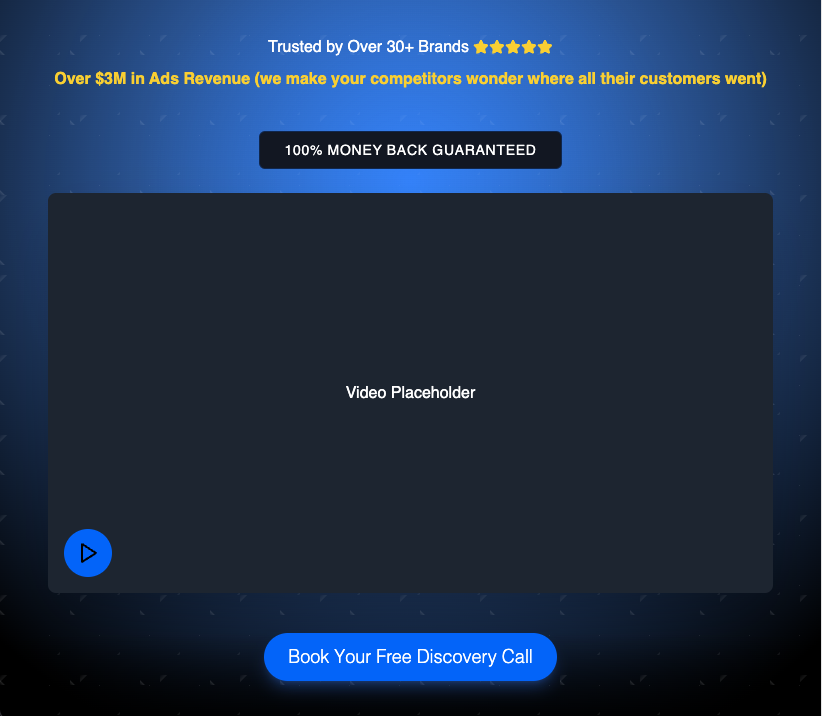 Trusted by Over 30+ Brands
Over $3M in Ads Revenue (we make your competitors wonder where all their customers went)
100% MONEY BACK GUARANTEED
Video Placeholder
Book Your Free Discovery Call